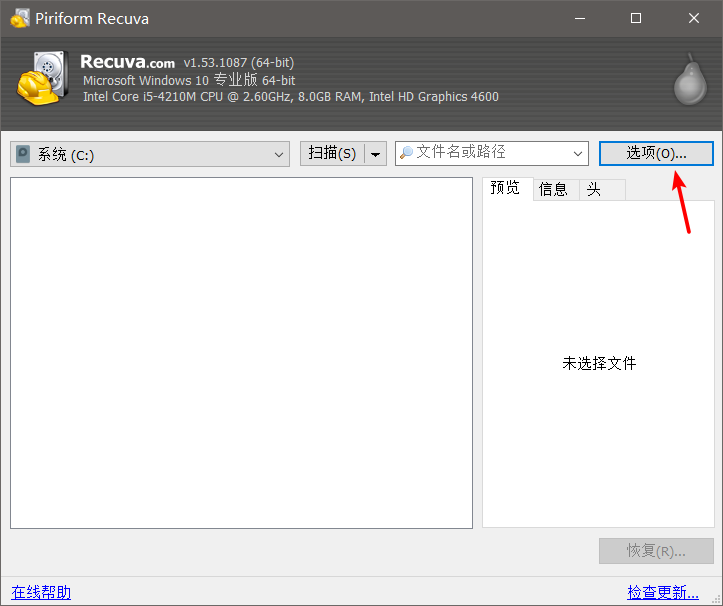 Piriform Recuva
Recuva.com v1.53.1087 (64-bit)
Microsoft Windows 10 专业版 64-bit
Intel Core i5-4210M CPU @ 2.60GHz, 8.0GB RAM, Intel HD Graphics 4600
系统 (C:) 扫描(S) 文件名或路径 选项(O)...
预览 信息 头
未选择文件
恢复(R)...
在线帮助 检查更新...